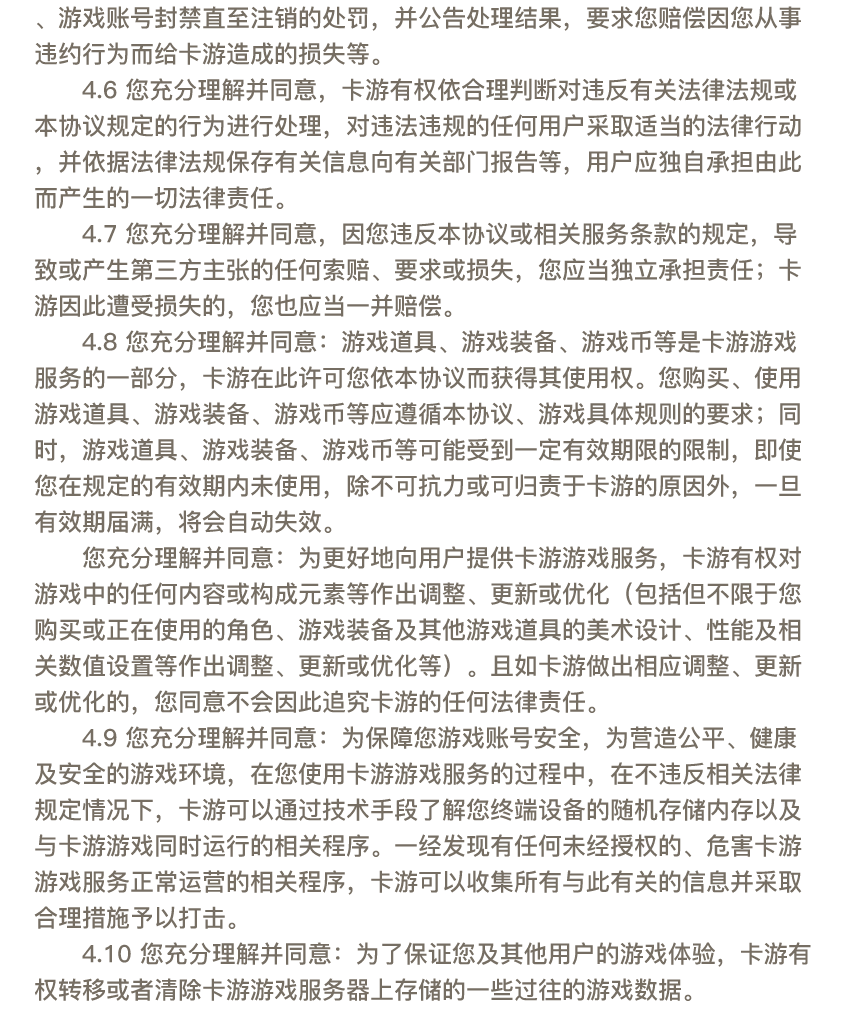 、游戏账号封禁直至注销的处罚，并公告处理结果，要求您赔偿因您从事
违约行为而给卡游造成的损失等。
4.6 您充分理解并同意，卡游有权依合理判断对违反有关法律法规或
本协议规定的行为进行处理，对违法违规的任何用户采取适当的法律行动
，并依据法律法规保存有关信息向有关部门报告等，用户应独自承担由此
而产生的一切法律责任。
4.7 您充分理解并同意，因您违反本协议或相关服务条款的规定，导
致或产生第三方主张的任何索赔、要求或损失，您应当独立承担责任；卡
游因此遭受损失的，您也应当一并赔偿。
4.8 您充分理解并同意：游戏道具、游戏装备、游戏币等是卡游游戏
服务的一部分，卡游在此许可您依本协议而获得其使用权。您购买、使用
游戏道具、游戏装备、游戏币等应遵循本协议、游戏具体规则的要求；同
时，游戏道具、游戏装备、游戏币等可能受到一定有效期限的限制，即使
您在规定的有效期内未使用，除不可抗力或可归责于卡游的原因外，一旦
有效期届满，将会自动失效。
您充分理解并同意：为更好地向用户提供卡游游戏服务，卡游有权对
游戏中的任何内容或构成元素等作出调整、更新或优化（包括但不限于您
购买或正在使用的角色、游戏装备及其他游戏道具的美术设计、性能及相
关数值设置等作出调整、更新或优化等）。且如卡游做出相应调整、更新
或优化的，您同意不会因此追究卡游的任何法律责任。
4.9 您充分理解并同意：为保障您游戏账号安全，为营造公平、健康
及安全的游戏环境，在您使用卡游游戏服务的过程中，在不违反相关法律
规定情况下，卡游可以通过技术手段了解您终端设备的随机存储内存以及
与卡游游戏同时运行的相关程序。一经发现有任何未经授权的、危害卡游
游戏服务正常运营的相关程序，卡游可以收集所有与此有关的信息并采取
合理措施予以打击。
4.10 您充分理解并同意：为了保证您及其他用户的游戏体验，卡游有
权转移或者清除卡游游戏服务器上存储的一些过往的游戏数据。